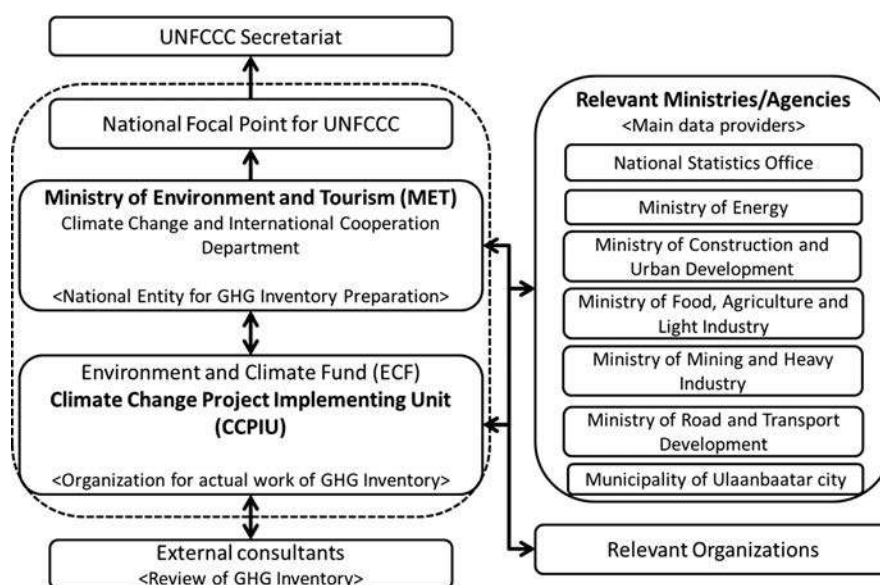 UNFCCC Secretariat
National Focal Point for UNFCCC
Ministry of Environment and Tourism (MET)
Climate Change and International Cooperation
Department
<National Entity for GHG Inventory Preparation>
Environment and Climate Fund (ECF)
Climate Change Project Implementing Unit
(CCPIU)
<Organization for actual work of GHG Inventory>
External consultants
<Review of GHG Inventory>
Relevant Ministries/Agencies
<Main data providers>
National Statistics Office
Ministry of Energy
Ministry of Construction and
Urban Development
Ministry of Food, Agriculture and
Light Industry
Ministry of Mining and Heavy
Industry
Ministry of Road and Transport
Development
Municipality of Ulaanbaatar city
Relevant Organizations